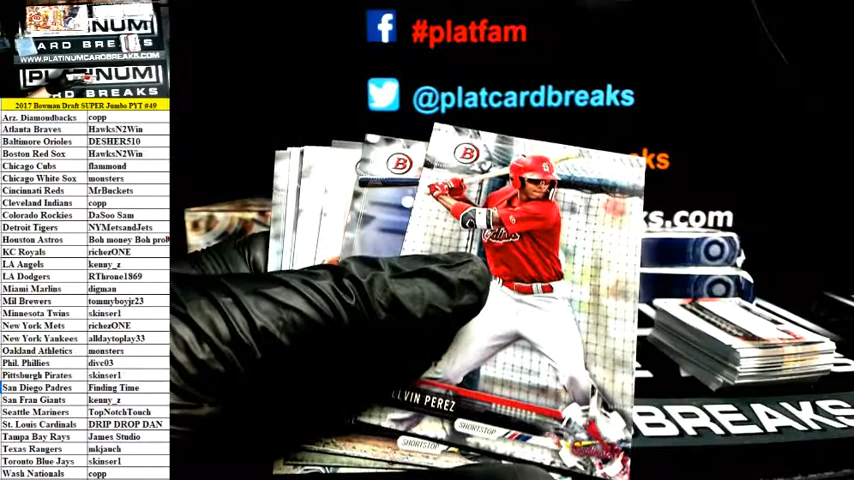 NUM
ARD BREAKS
WWW.PLATINUMCARDBREAKS.COM
PLATINUM
CARD BREAKS
2017 Bowman Draft SUPER Jumbo PYT #49
Arz. Diamondbacks copp
Atlanta Braves HawksN2Win
Baltimore Orioles DESHER510
Boston Red Sox HawksN2Win
Chicago Cubs flammond
Chicago White Sox monsters
Cincinnati Reds MrBuckets
Cleveland Indians copp
Colorado Rockies DaSoo Sam
Detroit Tigers NYMetsandJets
Houston Astros Boh money Boh prol
KC Royals richezONE
LA Angels kenny_z
LA Dodgers RThrone1869
Miami Marlins digman
Mil Brewers tommyboyjr23
Minnesota Twins skinser1
New York Mets richezONE
New York Yankees alldaytoplay33
Oakland Athletics monsters
Phil. Phillies divc03
Pittsburgh Pirates skinser1
San Diego Padres Finding Time
San Fran Giants kenny_z
Seattle Mariners TopNotchTouch
St. Louis Cardinals DRIP DROP DAN
Tampa Bay Rays James Studio
Texas Rangers mkjauch
Toronto Blue Jays skinser1
Wash Nationals copp
#platfam
@platcardbreaks
ks
ks.com
B
B
Cardinals
LVIN PEREZ
SHORTSTOP
SHORTSTOP
BREAKS